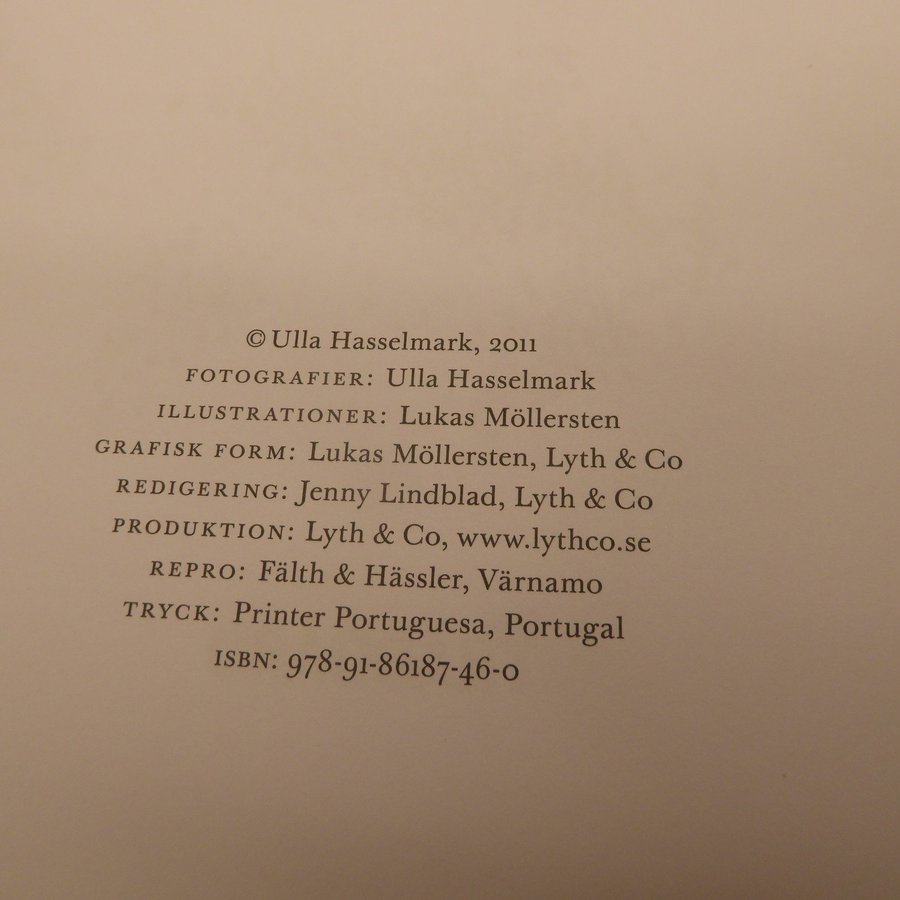 © Ulla Hasselmark, 2011
FOTOGRAFIER: Ulla Hasselmark
ILLUSTRATIONER: Lukas Möllersten
GRAFISK FORM: Lukas Möllersten, Lyth & Co
REDIGERING: Jenny Lindblad, Lyth & Co
PRODUKTION: Lyth & Co, www.lythco.se
REPRO: Fälth & Hässler, Värnamo
TRYCK: Printer Portuguesa, Portugal
ISBN: 978-91-86187-46-0